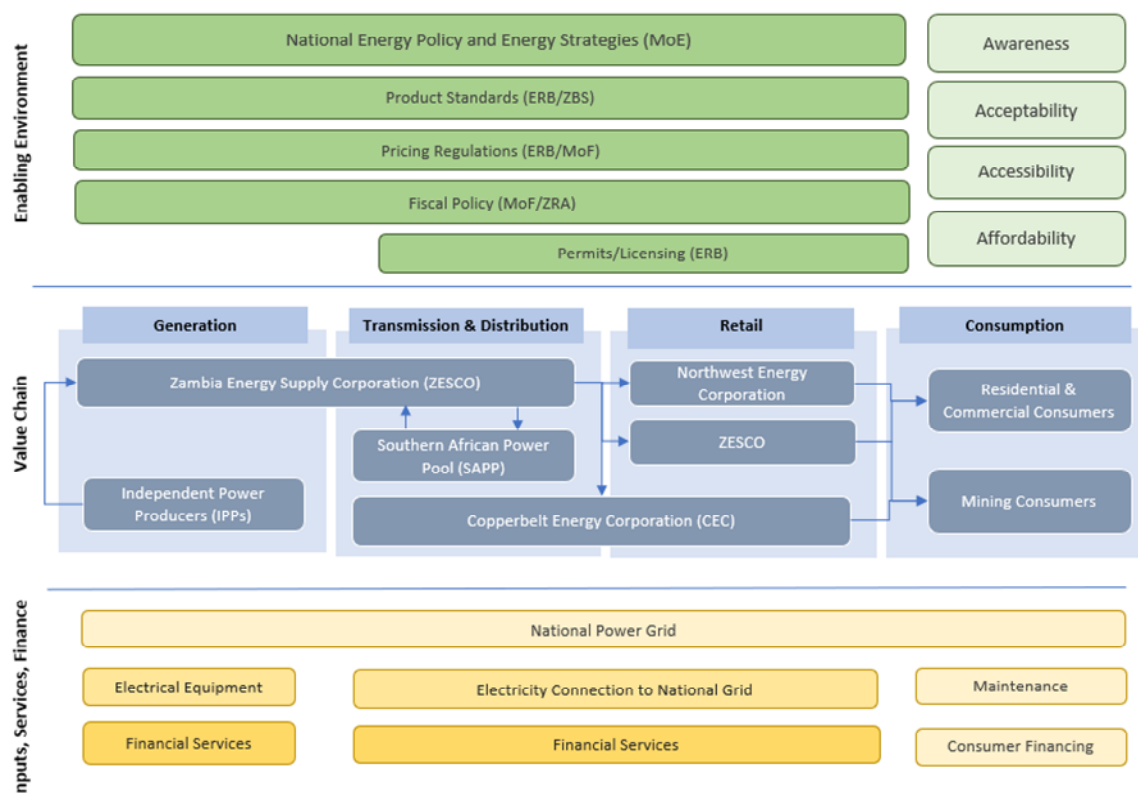 Enabling Environment
National Energy Policy and Energy Strategies (MoE)
Product Standards (ERB/ZBS)
Pricing Regulations (ERB/MoF)
Fiscal Policy (MoF/ZRA)
Permits/Licensing (ERB)
Awareness
Acceptability
Accessibility
Affordability
Value Chain
Generation
Transmission & Distribution
Retail
Consumption
Zambia Energy Supply Corporation (ZESCO)
Northwest Energy
Corporation
Residential &
Commercial Consumers
Southern African Power
Pool (SAPP)
ZESCO
Independent Power
Producers (IPPs)
Copperbelt Energy Corporation (CEC)
Mining Consumers
nputs, Services, Finance
National Power Grid
Electrical Equipment
Electricity Connection to National Grid
Maintenance
Financial Services
Financial Services
Consumer Financing